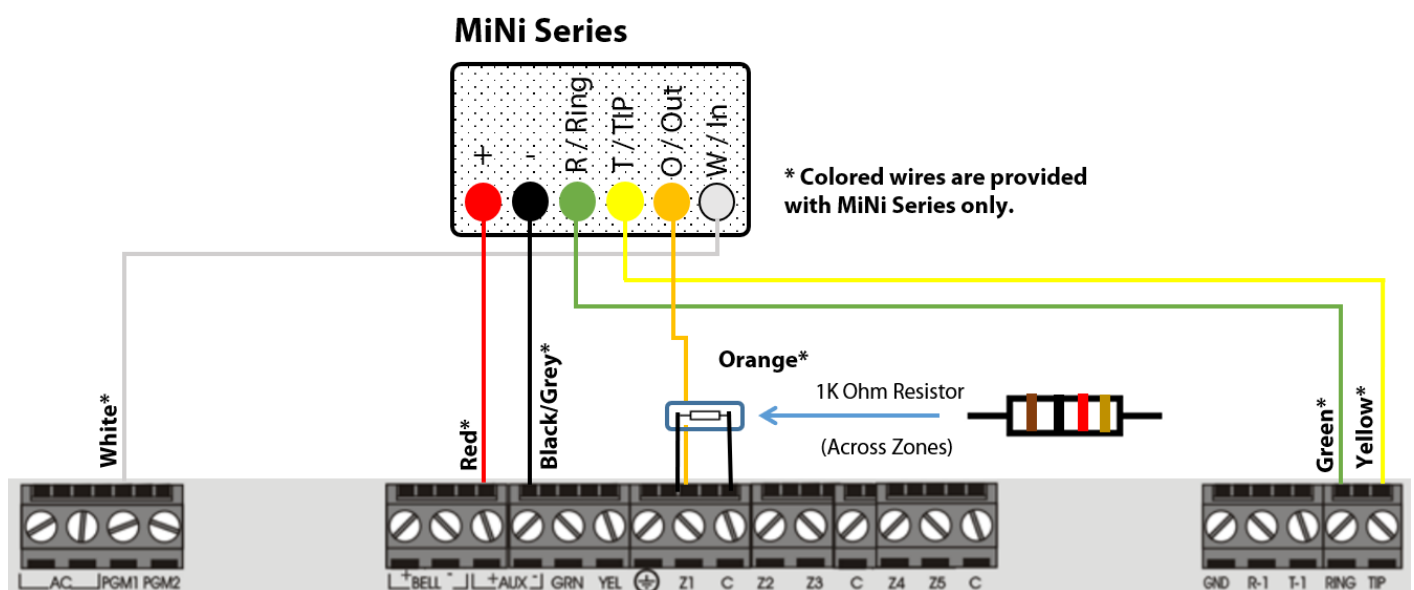 MiNi Series
+
-
R / Ring
T / TIP
O / Out
W / In
* Colored wires are provided
with MiNi Series only.
White*
Red*
Black/Grey*
Orange*
1K Ohm Resistor
(Across Zones)
Green*
Yellow*
AC PGM1 PGM2
+ BELL - + AUX - GRN YEL Z1 C Z2 Z3 C Z4 Z5 C
GND R-1 T-1 RING TIP